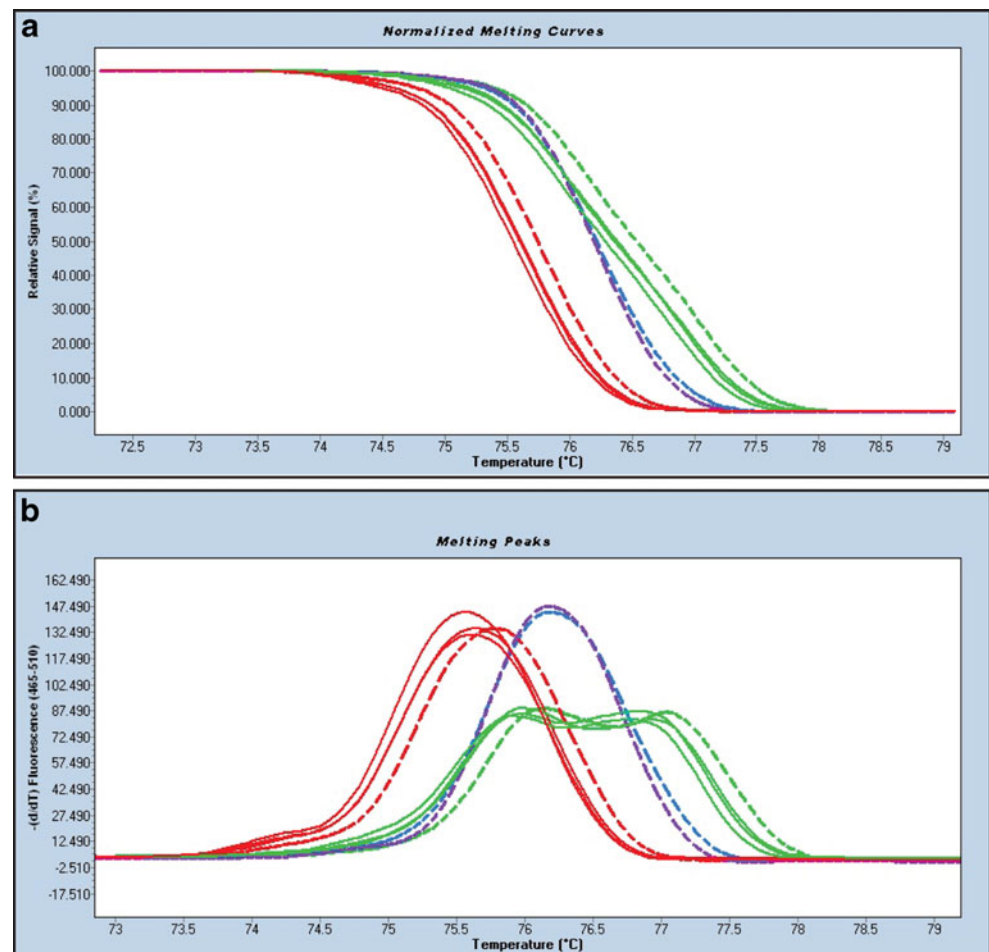 a
Normalized Melting Curves
100.000
90.000
80.000
70.000
60.000
50.000
40.000
30.000
20.000
10.000
0.000
Relative Signal (%)
72.5 73 73.5 74 74.5 75 75.5 76 76.5 77 77.5 78 78.5 79
Temperature (°C)
b
Melting Peaks
162.490
147.490
132.490
117.490
102.490
87.490
72.490
57.490
42.490
27.490
12.490
-2.510
-17.510
-(d/dT) Fluorescence (465-510)
73 73.5 74 74.5 75 75.5 76 76.5 77 77.5 78 78.5 79
Temperature (°C)